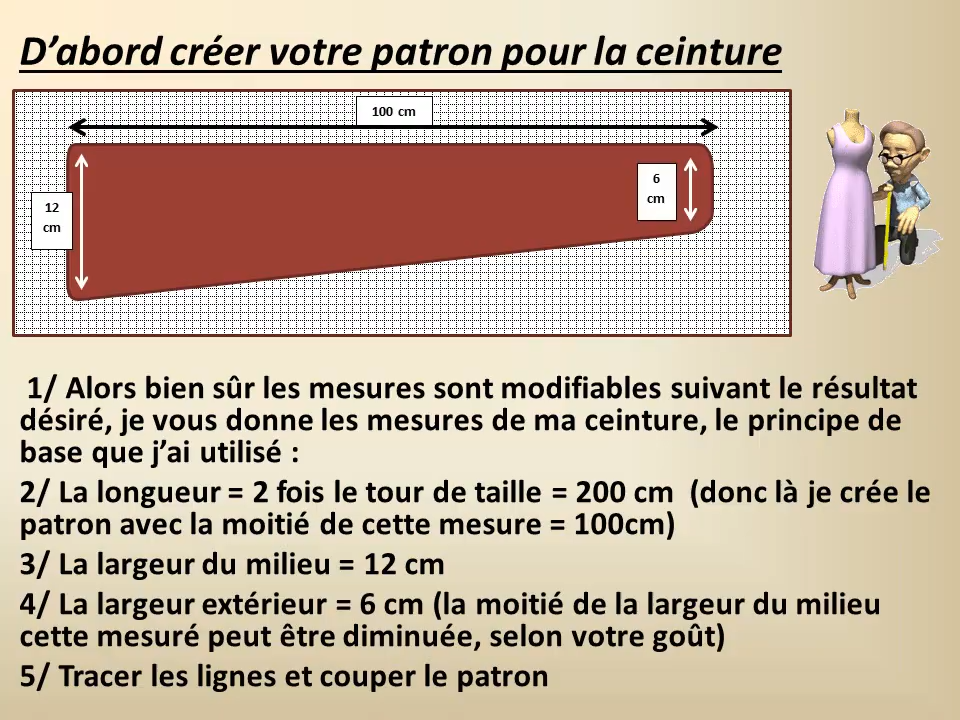 D’abord créer votre patron pour la ceinture
100 cm
12
cm
6
cm
1/ Alors bien sûr les mesures sont modifiables suivant le résultat
désiré, je vous donne les mesures de ma ceinture, le principe de
base que j’ai utilisé :
2/ La longueur = 2 fois le tour de taille = 200 cm (donc là je crée le
patron avec la moitié de cette mesure = 100cm)
3/ La largeur du milieu = 12 cm
4/ La largeur extérieur = 6 cm (la moitié de la largeur du milieu
cette mesuré peut être diminuée, selon votre goût)
5/ Tracer les lignes et couper le patron